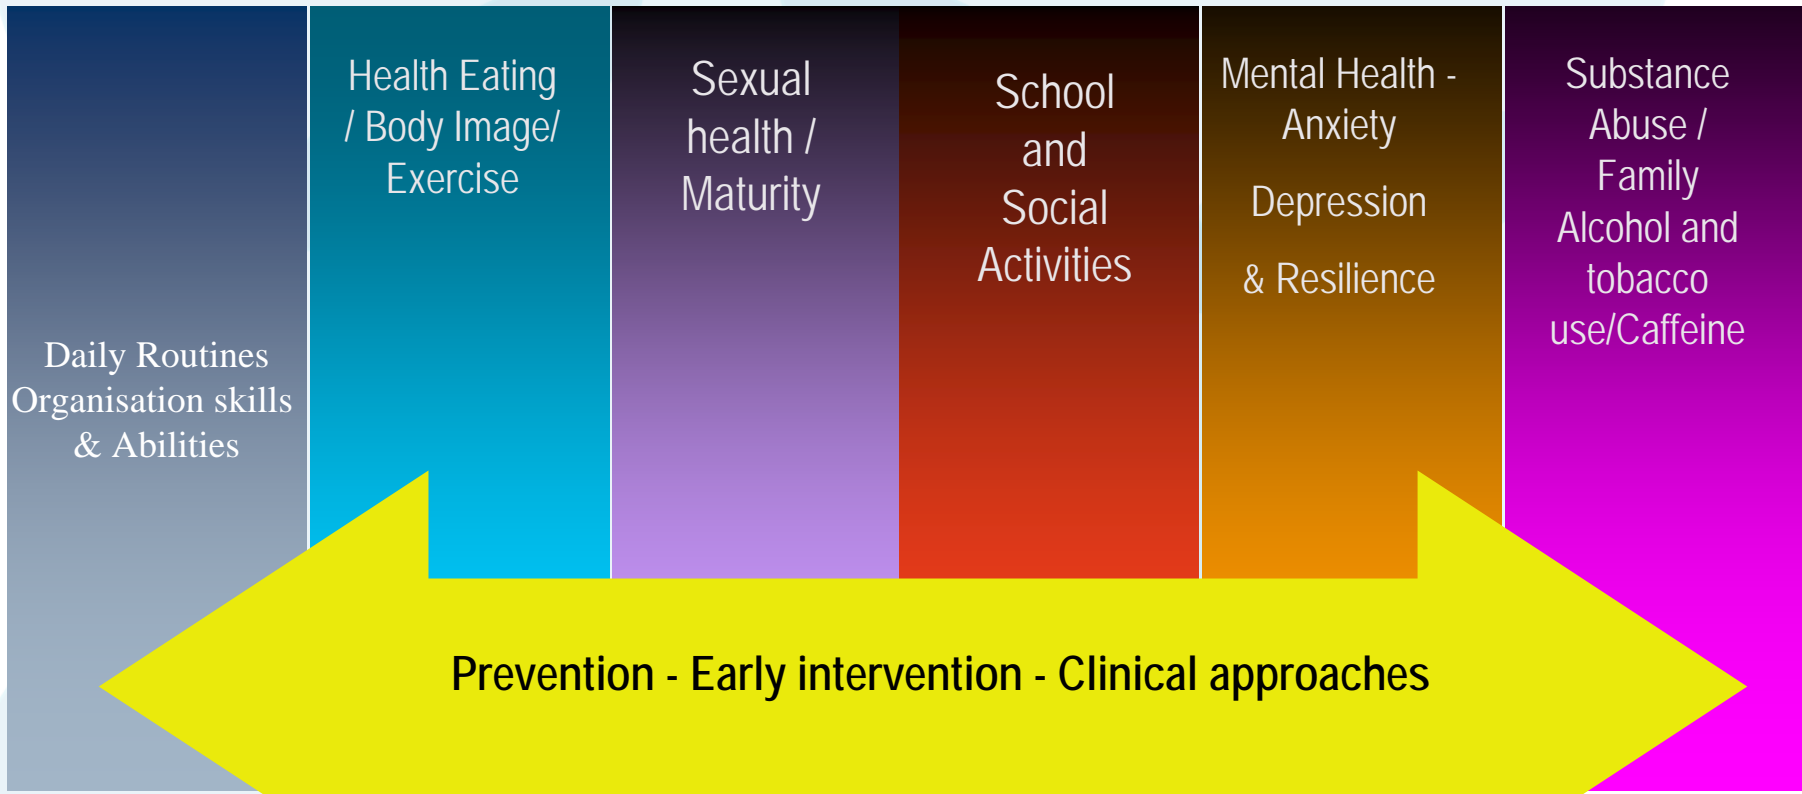 Daily Routines
Organisation skills
& Abilities
Health Eating
/ Body Image/
Exercise
Sexual
health /
Maturity
School
and
Social
Activities
Mental Health -
Anxiety
Depression
& Resilience
Substance
Abuse /
Family
Alcohol and
tobacco
use/Caffeine
Prevention - Early intervention - Clinical approaches